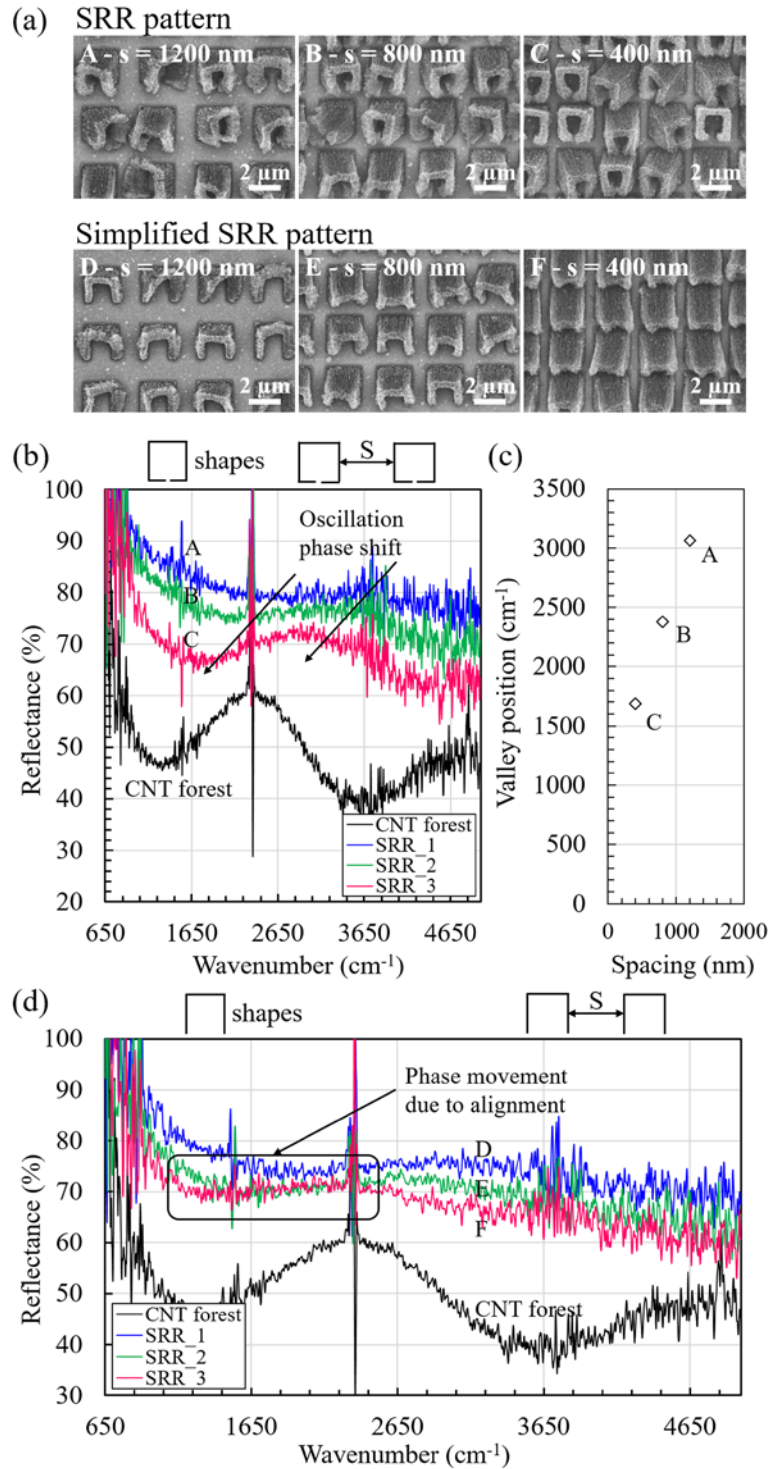 (a)
SRR pattern
A - s = 1200 nm
B - s = 800 nm
C - s = 400 nm
2 µm
2 µm
2 µm
Simplified SRR pattern
D - s = 1200 nm
E - s = 800 nm
F - s = 400 nm
2 µm
2 µm
2 µm
(b)
shapes
S
100
90
80
70
60
50
40
30
20
Reflectance (%)
Oscillation
phase shift
A
B
C
CNT forest
CNT forest
SRR_1
SRR_2
SRR_3
650
1650
2650
3650
4650
Wavenumber (cm⁻¹)
(c)
3500
3000
2500
2000
1500
1000
500
0
Valley position (cm⁻¹)
A
B
C
0
1000
2000
Spacing (nm)
(d)
shapes
S
100
90
80
70
60
50
40
30
Reflectance (%)
Phase movement
due to alignment
D
E
F
CNT forest
CNT forest
SRR_1
SRR_2
SRR_3
650
1650
2650
3650
4650
Wavenumber (cm⁻¹)